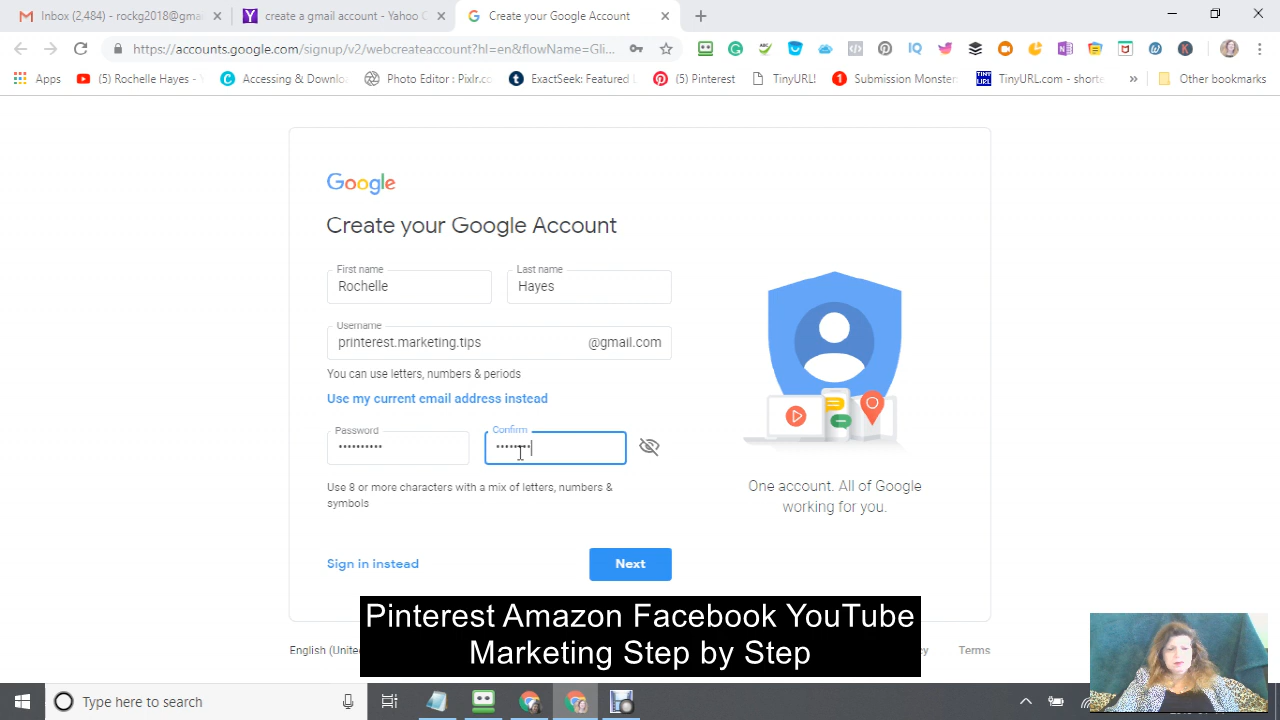 Inbox (2,484) - rockg2018@gma
create a gmail account - Yahoo C
Create your Google Account
https://accounts.google.com/signup/v2/webcreateaccount?hl=en&flowName=Gli...
Apps
(5) Rochelle Hayes -
Accessing & Downlo
Photo Editor : Pixlr.co
ExactSeek: Featured L
(5) Pinterest
TinyURL!
Submission Monster
TinyURL.com - shorte
Other bookmarks
Google
Create your Google Account
First name
Last name
Rochelle
Hayes
Username
printerest.marketing.tips
@gmail.com
You can use letters, numbers & periods
Use my current email address instead
Password
Confirm
Use 8 or more characters with a mix of letters, numbers &
symbols
One account. All of Google
working for you.
Sign in instead
Next
Pinterest Amazon Facebook YouTube
Marketing Step by Step
English (Unite
Terms
Type here to search